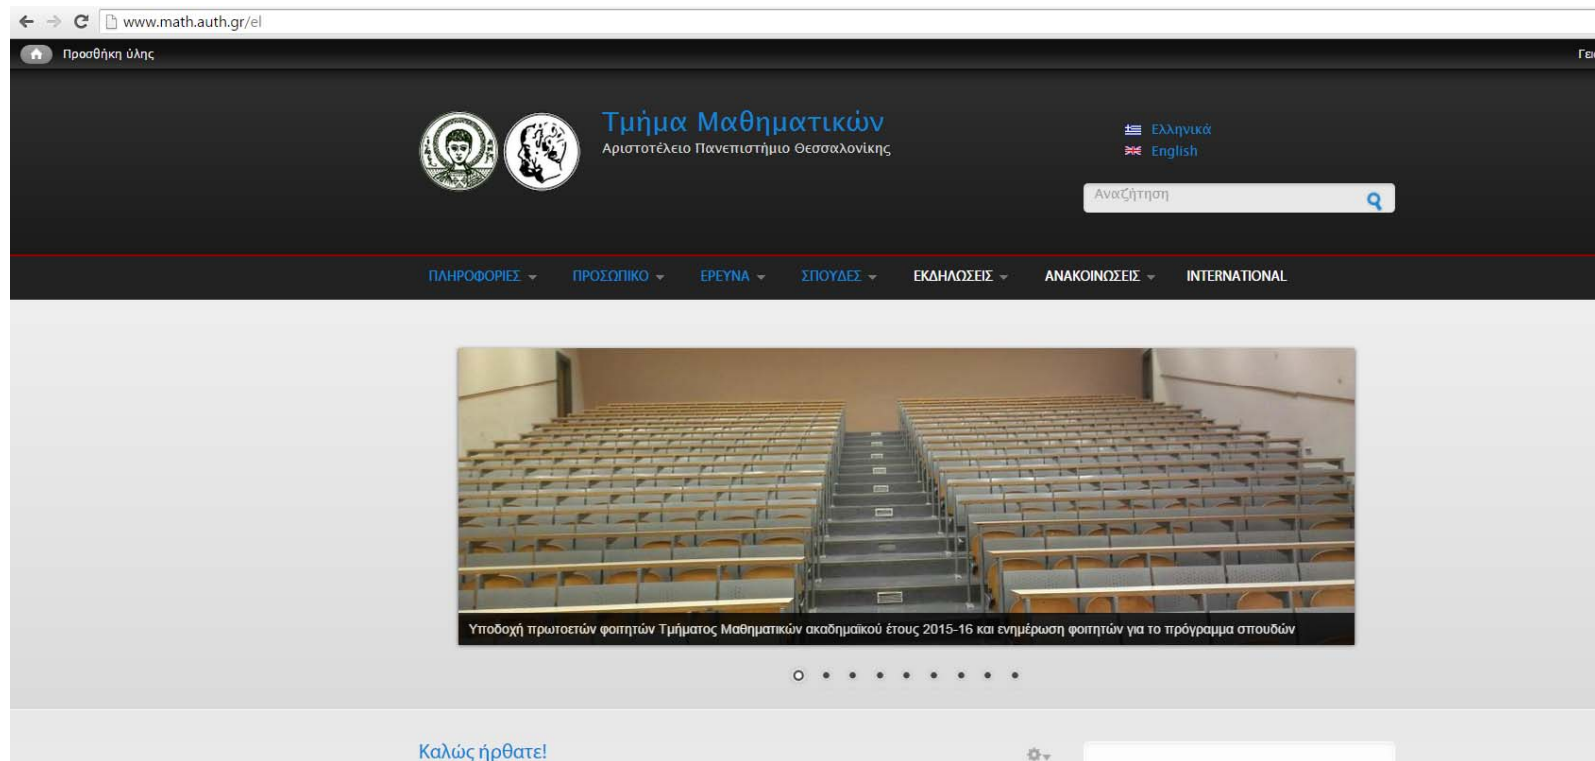 www.math.auth.gr/el
Προσθήκη ύλης
Τμήμα Μαθηματικών
Αριστοτέλειο Πανεπιστήμιο Θεσσαλονίκης
Ελληνικά
English
Αναζήτηση
ΠΛΗΡΟΦΟΡΙΕΣ ΠΡΟΣΩΠΙΚΟ ΕΡΕΥΝΑ ΣΠΟΥΔΕΣ ΕΚΔΗΛΩΣΕΙΣ ΑΝΑΚΟΙΝΩΣΕΙΣ INTERNATIONAL
Υποδοχή πρωτοετών φοιτητών Τμήματος Μαθηματικών ακαδημαϊκού έτους 2015-16 και ενημέρωση φοιτητών για το πρόγραμμα σπουδών
Καλώς ήρθατε!